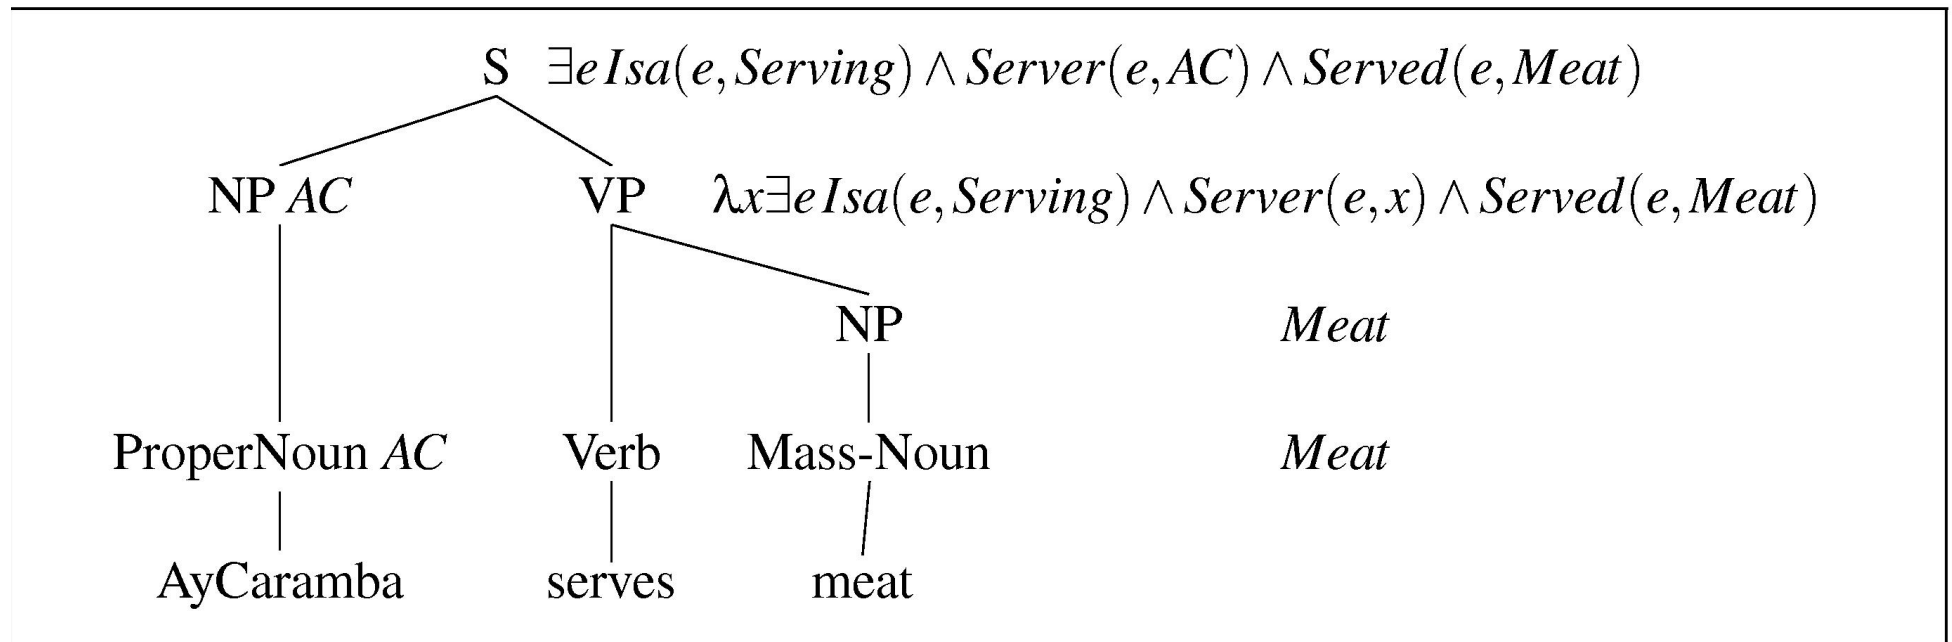 S ∃e Isa(e, Serving) ∧ Server(e, AC) ∧ Served(e, Meat)
NP AC VP λx∃e Isa(e, Serving) ∧ Server(e, x) ∧ Served(e, Meat)
NP Meat
ProperNoun AC Verb Mass-Noun Meat
AyCaramba serves meat